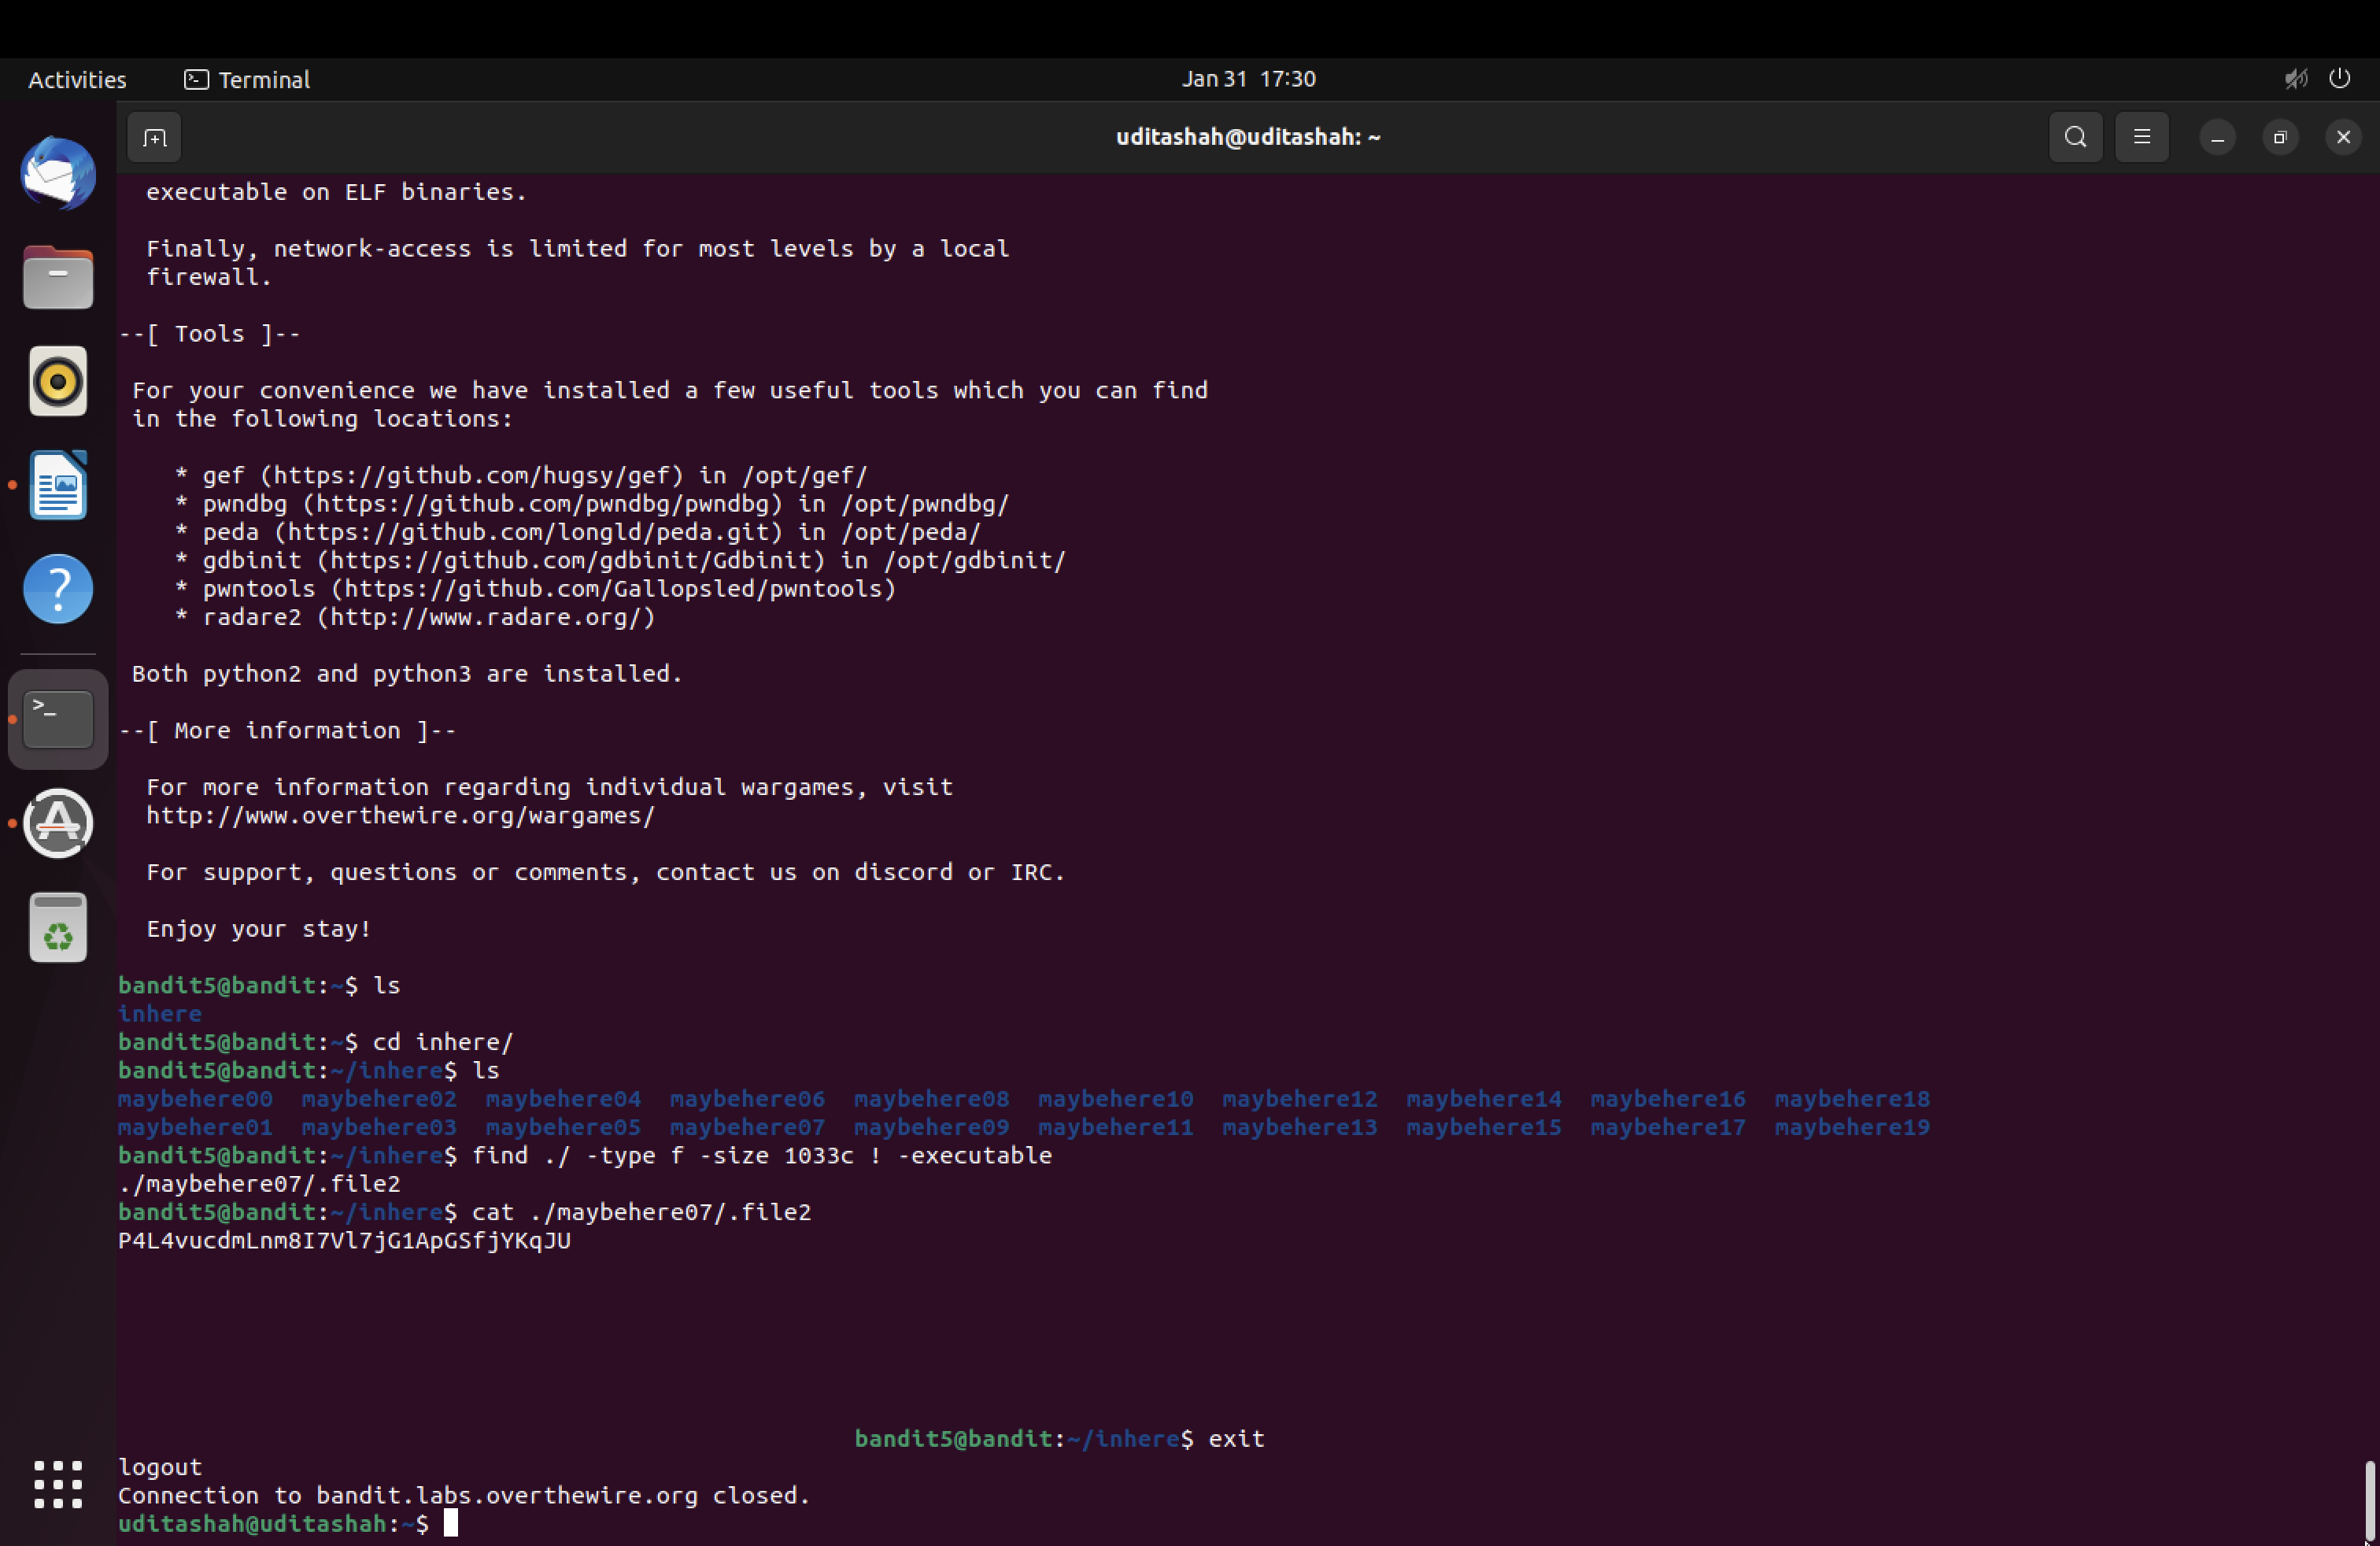 Activities Terminal Jan 31 17:30
uditashah@uditashah: ~
executable on ELF binaries.
Finally, network-access is limited for most levels by a local
firewall.
--[ Tools ]--
For your convenience we have installed a few useful tools which you can find
in the following locations:
* gef (https://github.com/hugsy/gef) in /opt/gef/
* pwndbg (https://github.com/pwndbg/pwndbg) in /opt/pwndbg/
* peda (https://github.com/longld/peda.git) in /opt/peda/
* gdbinit (https://github.com/gdbinit/Gdbinit) in /opt/gdbinit/
* pwntools (https://github.com/Gallopsled/pwntools)
* radare2 (http://www.radare.org/)
Both python2 and python3 are installed.
--[ More information ]--
For more information regarding individual wargames, visit
http://www.overthewire.org/wargames/
For support, questions or comments, contact us on discord or IRC.
Enjoy your stay!
bandit5@bandit:~$ ls
inhere
bandit5@bandit:~$ cd inhere/
bandit5@bandit:~/inhere$ ls
maybehere00 maybehere02 maybehere04 maybehere06 maybehere08 maybehere10 maybehere12 maybehere14 maybehere16 maybehere18
maybehere01 maybehere03 maybehere05 maybehere07 maybehere09 maybehere11 maybehere13 maybehere15 maybehere17 maybehere19
bandit5@bandit:~/inhere$ find ./ -type f -size 1033c ! -executable
./maybehere07/.file2
bandit5@bandit:~/inhere$ cat ./maybehere07/.file2
P4L4vucdmLnm8I7Vl7jG1ApGSfjYKqJU
bandit5@bandit:~/inhere$ exit
logout
Connection to bandit.labs.overthewire.org closed.
uditashah@uditashah:~$